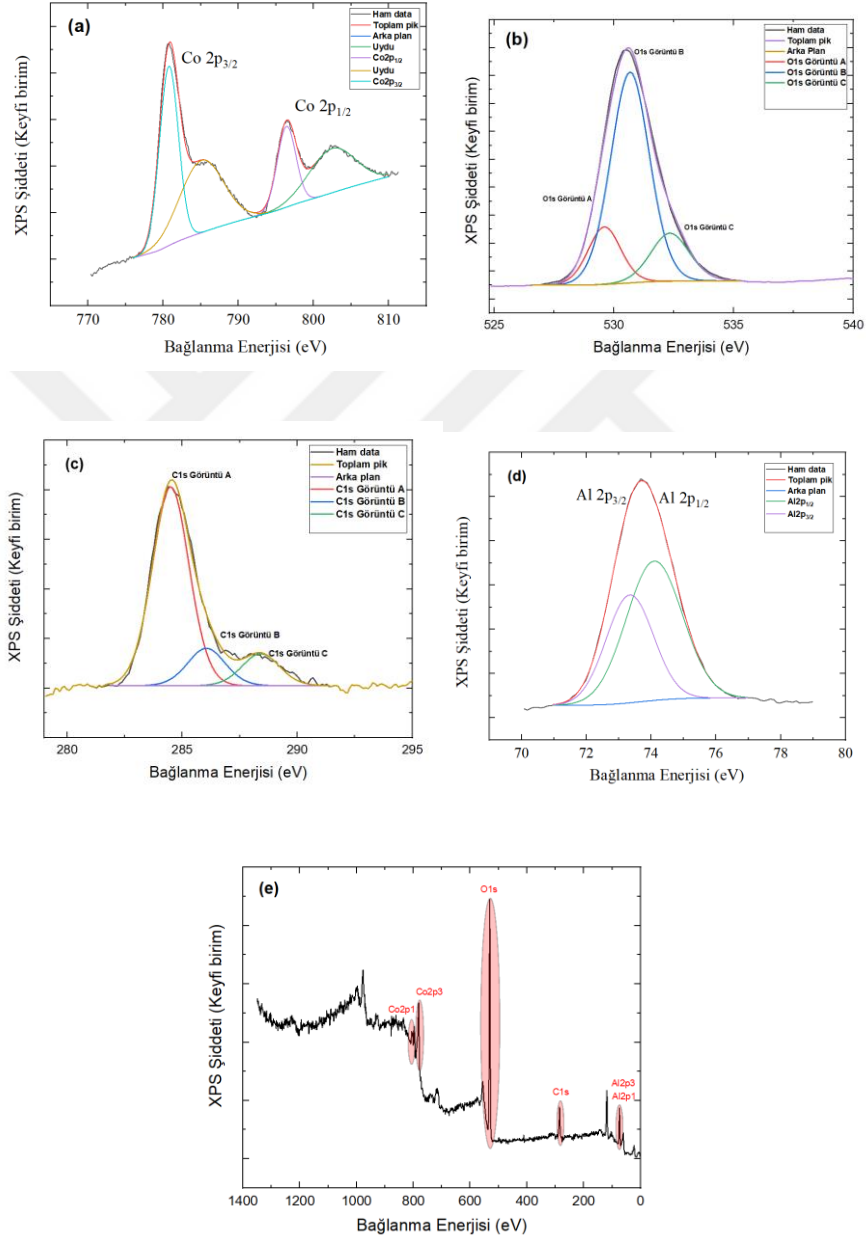 (a)
Ham data
Toplam pik
Arka plan
Uydu
Co2p1/2
Uydu
Co2p3/2
Co 2p3/2
Co 2p1/2
XPS Şiddeti (Keyfi birim)
770 780 790 800 810
Bağlanma Enerjisi (eV)
(b)
Ham data
Toplam pik
Arka Plan
O1s Görüntü A
O1s Görüntü B
O1s Görüntü C
O1s Görüntü B
O1s Görüntü A
O1s Görüntü C
XPS Şiddeti (Keyfi birim)
525 530 535 540
Bağlanma Enerjisi (eV)
(c)
Ham data
Toplam pik
Arka plan
C1s Görüntü A
C1s Görüntü B
C1s Görüntü C
C1s Görüntü A
C1s Görüntü B
C1s Görüntü C
XPS Şiddeti (Keyfi birim)
280 285 290 295
Bağlanma Enerjisi (eV)
(d)
Ham data
Toplam pik
Arka plan
Al2p1/2
Al2p3/2
Al 2p3/2 Al 2p1/2
XPS Şiddeti (Keyfi birim)
70 72 74 76 78 80
Bağlanma Enerjisi (eV)
(e)
O1s
Co2p3
Co2p1
C1s
Al2p3
Al2p1
XPS Şiddeti (Keyfi birim)
1400 1200 1000 800 600 400 200 0
Bağlanma Enerjisi (eV)